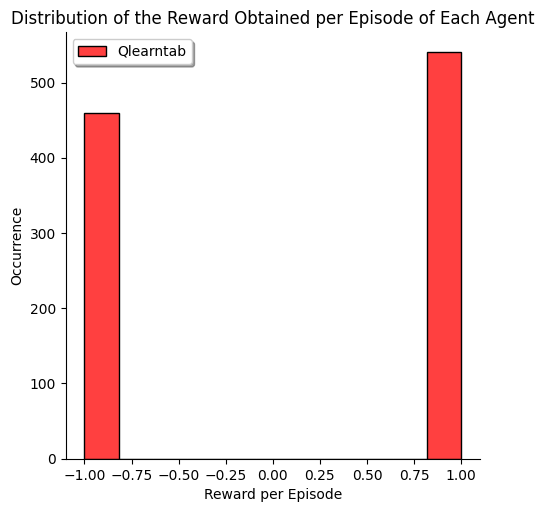 Distribution of the Reward Obtained per Episode of Each Agent
Qlearntab
500
400
300
200
100
0
Occurrence
−1.00 −0.75 −0.50 −0.25 0.00 0.25 0.50 0.75 1.00
Reward per Episode